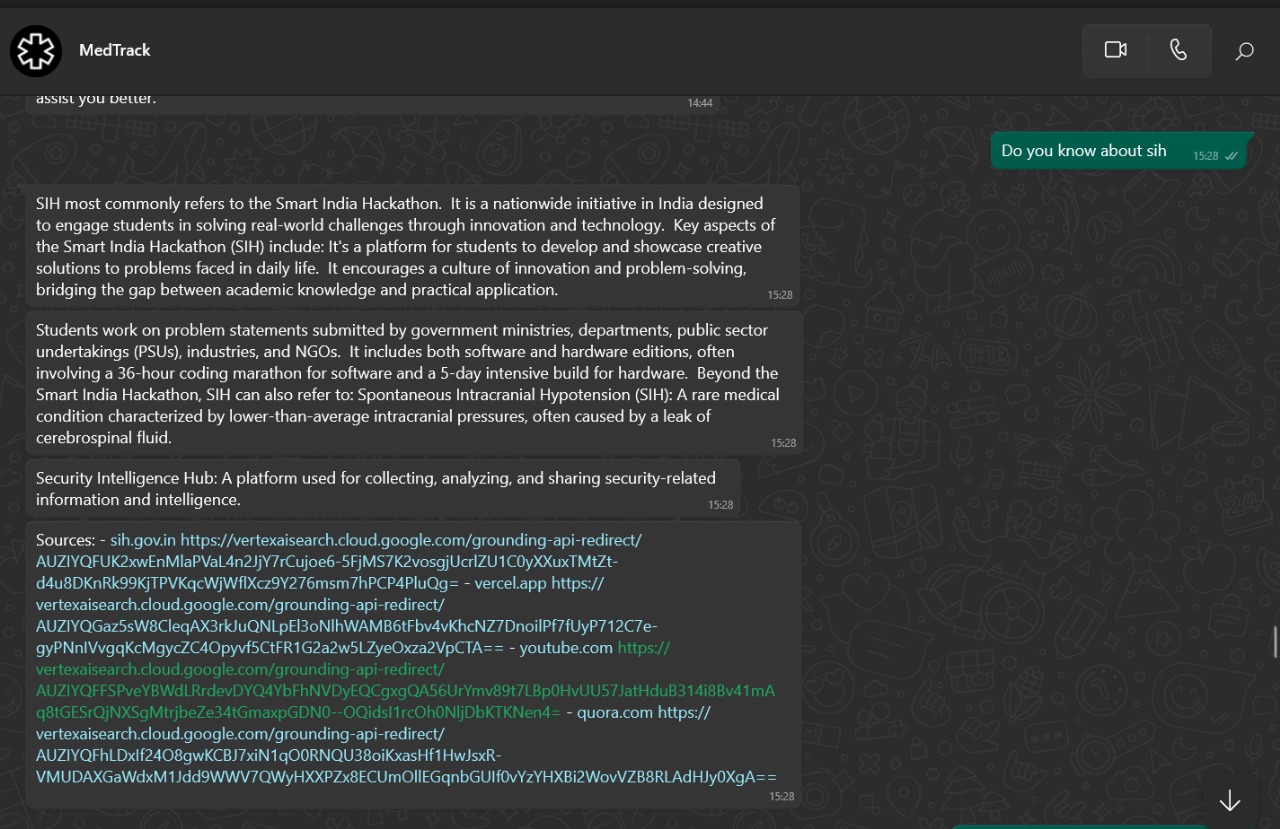 MedTrack
assist you better.
14:44
Do you know about sih
15:28
SIH most commonly refers to the Smart India Hackathon.  It is a nationwide initiative in India designed
to engage students in solving real-world challenges through innovation and technology.  Key aspects of
the Smart India Hackathon (SIH) include: It's a platform for students to develop and showcase creative
solutions to problems faced in daily life.  It encourages a culture of innovation and problem-solving,
bridging the gap between academic knowledge and practical application.
15:28
Students work on problem statements submitted by government ministries, departments, public sector
undertakings (PSUs), industries, and NGOs.  It includes both software and hardware editions, often
involving a 36-hour coding marathon for software and a 5-day intensive build for hardware.  Beyond the
Smart India Hackathon, SIH can also refer to: Spontaneous Intracranial Hypotension (SIH): A rare medical
condition characterized by lower-than-average intracranial pressures, often caused by a leak of
cerebrospinal fluid.
15:28
Security Intelligence Hub: A platform used for collecting, analyzing, and sharing security-related
information and intelligence.
15:28
Sources: - sih.gov.in https://vertexaisearch.cloud.google.com/grounding-api-redirect/
AUZIYQFUK2xwEnMlaPVaL4n2JjY7rCujoe6-5FjMS7K2vosgjUcrlZU1C0yXXuxTMtZt-
d4u8DKnRk99KjTPVKqcWjWflXcz9Y276msm7hPCP4PluQg= - vercel.app https://
vertexaisearch.cloud.google.com/grounding-api-redirect/
AUZIYQGaz5sW8CleqAX3rkJuQNLpEl3oNlhWAMB6tFbv4vKhcNZ7DnoilPf7fUyP712C7e-
gyPNnIVvgqKcMgycZC4Opyvf5CtFR1G2a2w5LZyeOxza2VpCTA== - youtube.com https://
vertexaisearch.cloud.google.com/grounding-api-redirect/
AUZIYQFFSPveYBWdLRrdevDYQ4YbFhNVDyEQCgxgQA56UrYmv89t7LBp0HvUU57JatHduB314i8Bv41mA
q8tGESrQjNXSgMtrjbeZe34tGmaxpGDN0--OQidsI1rcOh0NljDbKTKNen4= - quora.com https://
vertexaisearch.cloud.google.com/grounding-api-redirect/
AUZIYQFhLDxIf24O8gwKCBJ7xiN1qO0RNQU38oiKxasHf1HwJsxR-
VMUDAXGaWdxM1Jdd9WWV7QWyHXXPZx8ECUmOllEGqnbGUIf0vYzYHXBi2WovVZB8RLAdHJy0XgA==
15:28